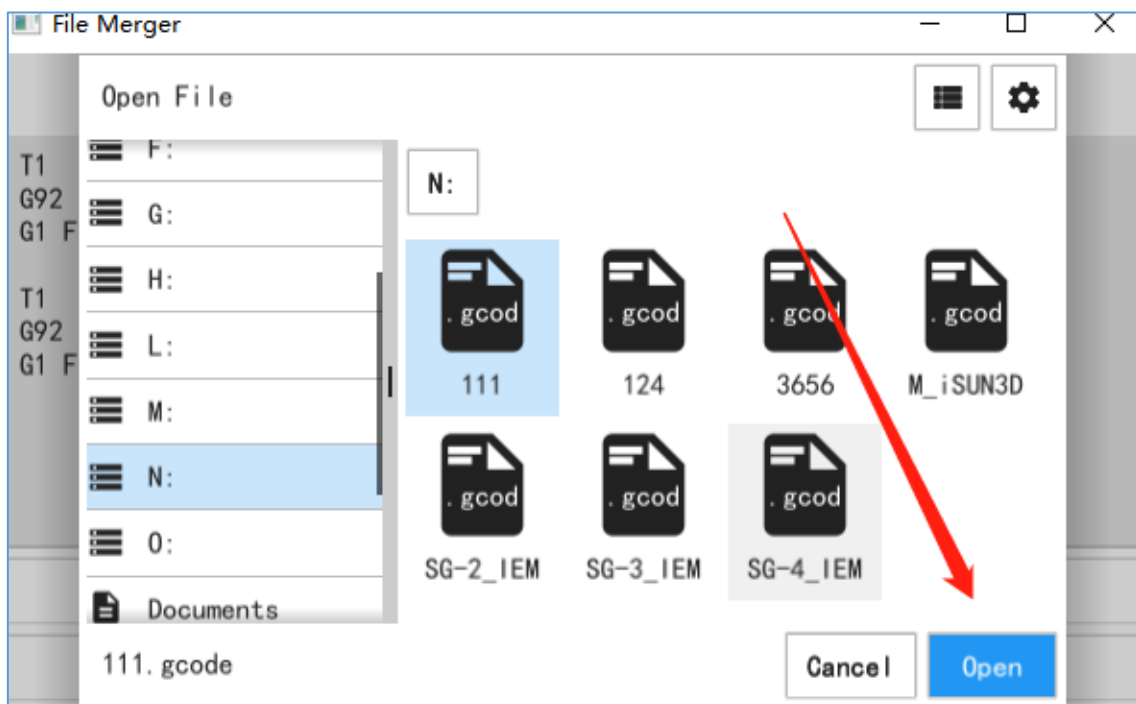 File Merger
Open File
T1
G92
G1 F
T1
G92
G1 F
F:
G:
H:
L:
M:
N:
O:
Documents
N:
.gcod .gcod .gcod .gcod
111 124 3656 M_iSUN3D
.gcod .gcod .gcod
SG-2_IEM SG-3_IEM SG-4_IEM
111.gcode
Cancel Open